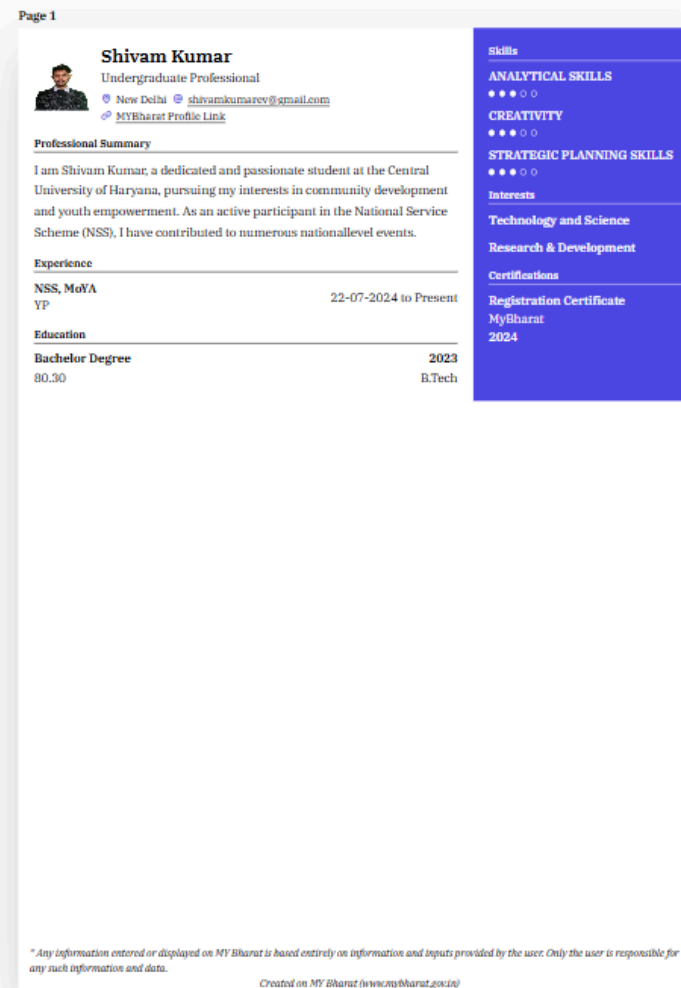 Page 1
Shivam Kumar
Undergraduate Professional
New Delhi shivamkumarev@gmail.com
MYBharat Profile Link
Professional Summary
I am Shivam Kumar, a dedicated and passionate student at the Central
University of Haryana, pursuing my interests in community development
and youth empowerment. As an active participant in the National Service
Scheme (NSS), I have contributed to numerous nationallevel events.
Experience
NSS, MoYA
22-07-2024 to Present
YP
Education
Bachelor Degree 2023
80.30 B.Tech
Skills
ANALYTICAL SKILLS
CREATIVITY
STRATEGIC PLANNING SKILLS
Interests
Technology and Science
Research & Development
Certifications
Registration Certificate
MyBharat
2024
* Any information entered or displayed on MY Bharat is based entirely on information and inputs provided by the user. Only the user is responsible for
any such information and data.
Created on MY Bharat (www.mybharat.gov.in)